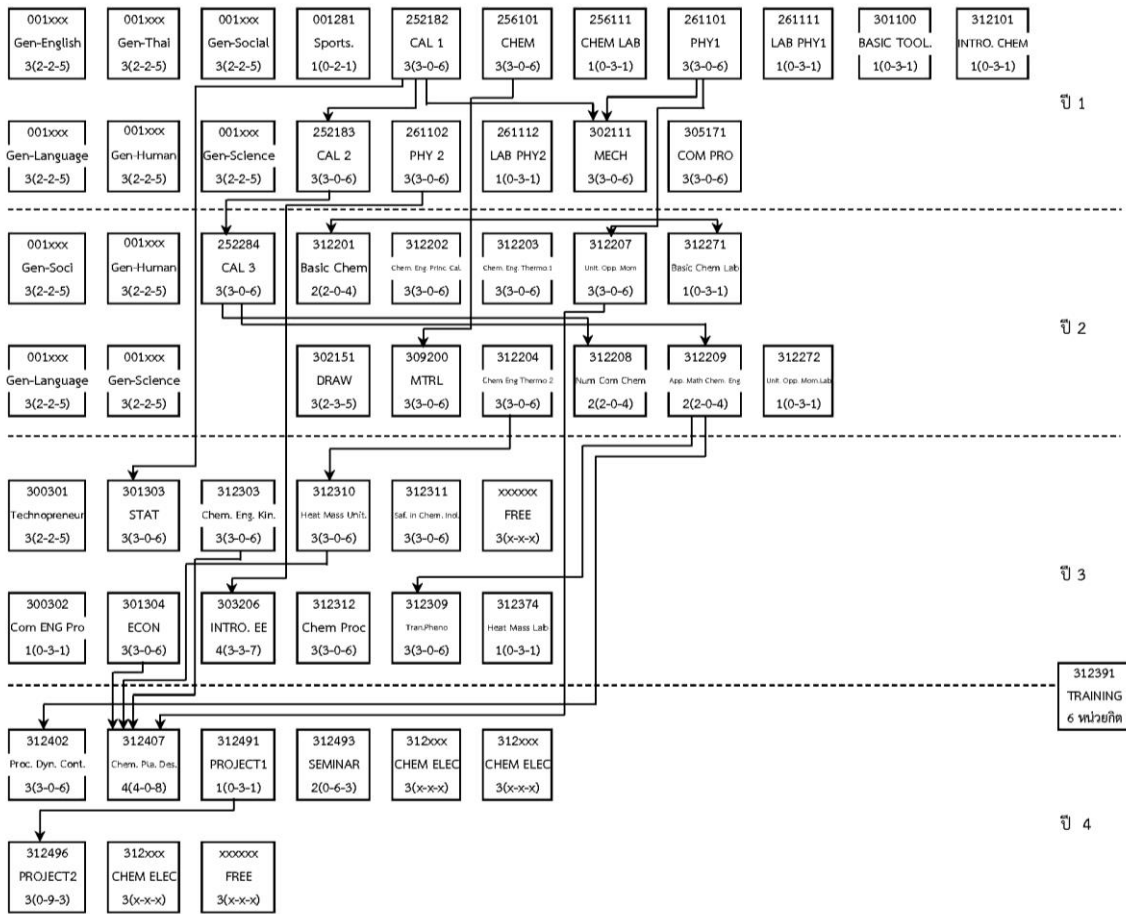 001xxx
Gen-English
3(2-2-5)
001xxx
Gen-Thai
3(2-2-5)
001xxx
Gen-Social
3(2-2-5)
001281
Sports.
1(0-2-1)
252182
CAL 1
3(3-0-6)
256101
CHEM
3(3-0-6)
256111
CHEM LAB
1(0-3-1)
261101
PHY1
3(3-0-6)
261111
LAB PHY1
1(0-3-1)
301100
BASIC TOOL.
1(0-3-1)
312101
INTRO. CHEM
1(0-3-1)
ปี 1
001xxx
Gen-Language
3(2-2-5)
001xxx
Gen-Human
3(2-2-5)
001xxx
Gen-Science
3(2-2-5)
252183
CAL 2
3(3-0-6)
261102
PHY 2
3(3-0-6)
261112
LAB PHY2
1(0-3-1)
302111
MECH
3(3-0-6)
305171
COM PRO
3(3-0-6)
001xxx
Gen-Soci
3(2-2-5)
001xxx
Gen-Human
3(2-2-5)
252284
CAL 3
3(3-0-6)
312201
Basic Chem
2(2-0-4)
312202
Chem. Eng Princ. Cal.
3(3-0-6)
312203
Chem. Eng. Thermo.1
3(3-0-6)
312207
Unit. Opp. Mom
3(3-0-6)
312271
Basic Chem Lab
1(0-3-1)
ปี 2
001xxx
Gen-Language
3(2-2-5)
001xxx
Gen-Science
3(2-2-5)
302151
DRAW
3(2-3-5)
309200
MTRL
3(3-0-6)
312204
Chem Eng Thermo 2
3(3-0-6)
312208
Num Com Chem
2(2-0-4)
312209
App. Math Chem. Eng
2(2-0-4)
312272
Unit. Opp. Mom.Lab
1(0-3-1)
300301
Technopreneur
3(2-2-5)
301303
STAT
3(3-0-6)
312303
Chem. Eng. Kin.
3(3-0-6)
312310
Heat Mass Unit.
3(3-0-6)
312311
Saf. in Chem. Ind.
3(3-0-6)
xxxxxx
FREE
3(x-x-x)
ปี 3
300302
Com ENG Pro
1(0-3-1)
301304
ECON
3(3-0-6)
303206
INTRO. EE
4(3-3-7)
312312
Chem Proc
3(3-0-6)
312309
Tran.Pheno
3(3-0-6)
312374
Heat Mass Lab
1(0-3-1)
312391
TRAINING
6 หน่วยกิต
312402
Proc. Dyn. Cont.
3(3-0-6)
312407
Chem. Pla. Des.
4(4-0-8)
312491
PROJECT1
1(0-3-1)
312493
SEMINAR
2(0-6-3)
312xxx
CHEM ELEC
3(x-x-x)
312xxx
CHEM ELEC
3(x-x-x)
ปี 4
312496
PROJECT2
3(0-9-3)
312xxx
CHEM ELEC
3(x-x-x)
xxxxxx
FREE
3(x-x-x)